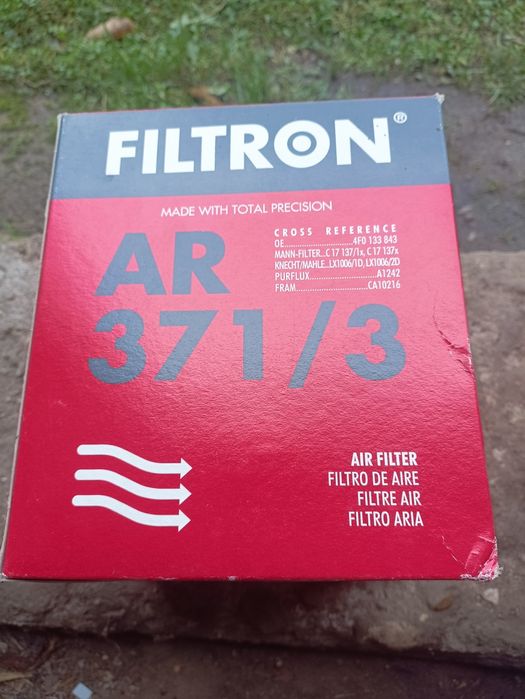 FILTRON®
MADE WITH TOTAL PRECISION
AR
371/3
CROSS REFERENCE
OE....................4F0 133 843
MANN-FILTER...C 17 137/1x, C 17 137x
KNECHT/MAHLE...LX1006/1D, LX1006/2D
PURFLUX........................A1242
FRAM.....................CA10216
AIR FILTER
FILTRO DE AIRE
FILTRE AIR
FILTRO ARIA